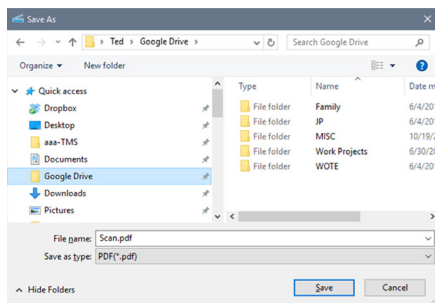 Save As
Ted > Google Drive >
Search Google Drive
Organize
New folder
Quick access
Dropbox
Desktop
aaa-TMS
Documents
Google Drive
Downloads
Pictures
Type Name Date m
File folder Family 6/4/20
File folder JP 6/4/20
File folder MISC 10/19/
File folder Work Projects 6/30/20
File folder WOTE 6/4/20
File name: Scan.pdf
Save as type: PDF(*.pdf)
Hide Folders
Save
Cancel